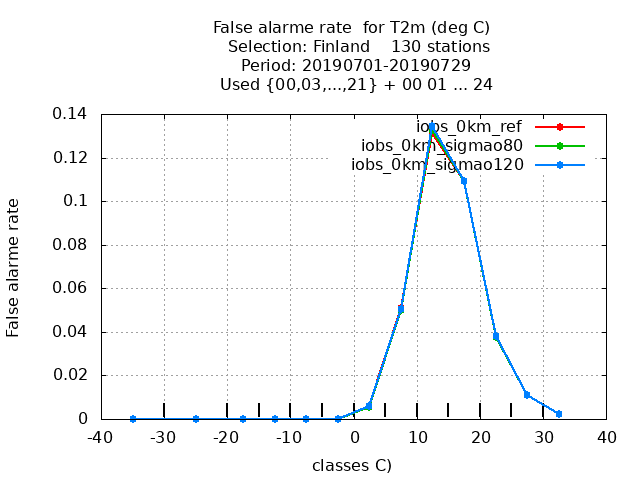 False alarme rate  for T2m (deg C)
Selection: Finland    130 stations
Period: 20190701-20190729
Used {00,03,...,21} + 00 01 ... 24
0.14
0.12
0.1
0.08
0.06
0.04
0.02
0
False alarme rate
iobs_0km_ref
iobs_0km_sigmao80
iobs_0km_sigmao120
-40 -30 -20 -10 0 10 20 30 40
classes C)